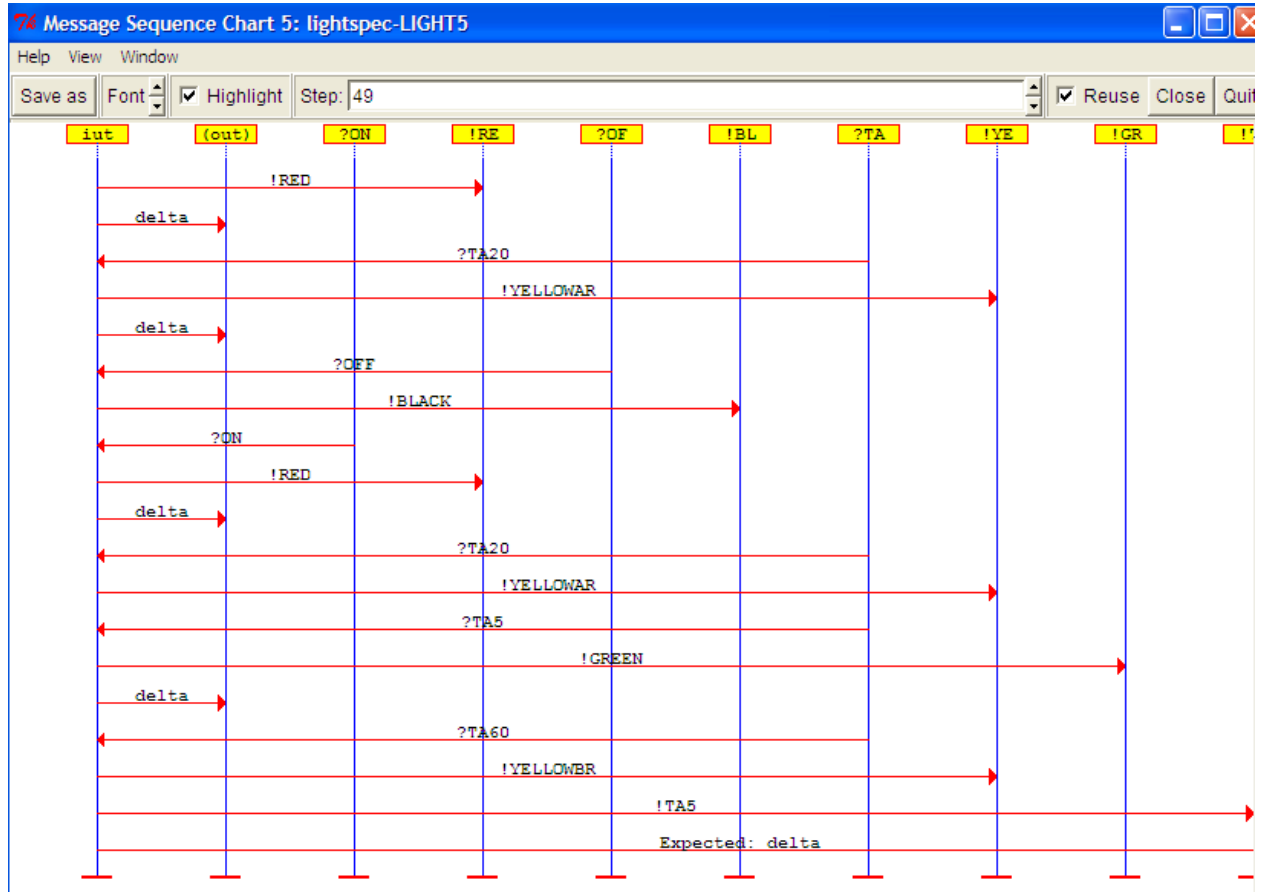 Message Sequence Chart 5: lightspec-LIGHT5
Help View Window
Save as Font Highlight Step: 49 Reuse Close Quit
iut (out) ?ON !RE ?OF !BL ?TA !YE !GR
!RED
delta
?TA20
!YELLOWAR
delta
?OFF
!BLACK
?ON
!RED
delta
?TA20
!YELLOWAR
?TA5
!GREEN
delta
?TA60
!YELLOWBR
!TA5
Expected: delta